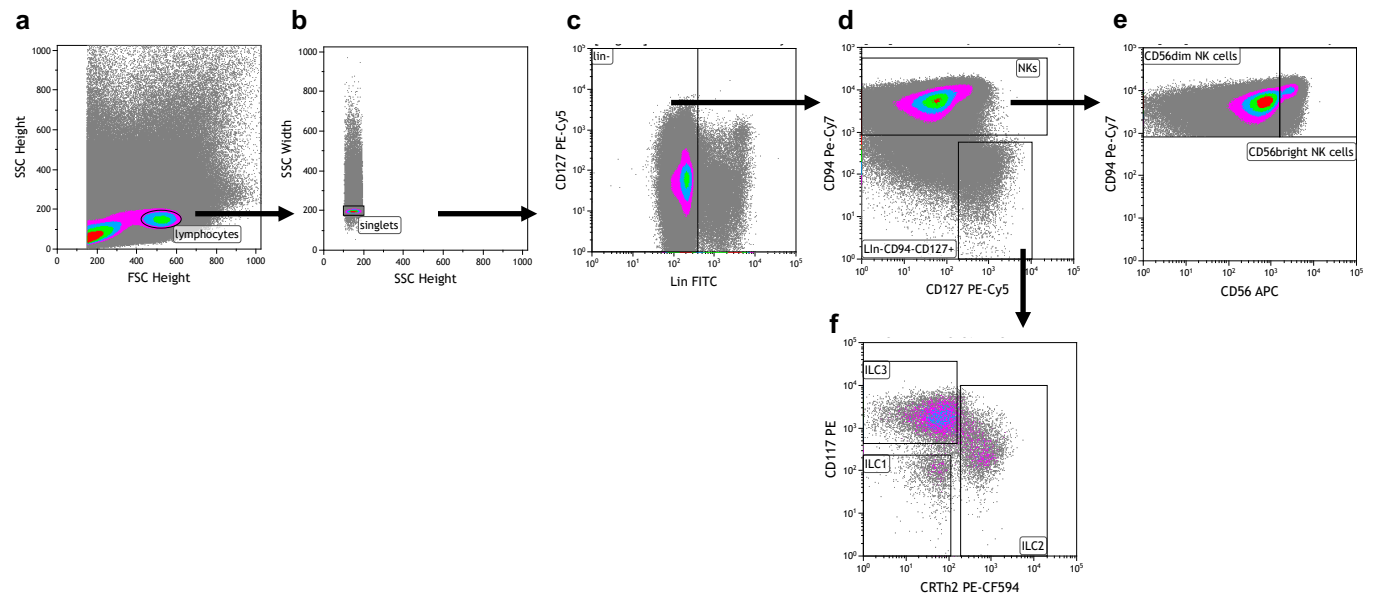 a
b
c
d
e
SSC Height
1000
800
600
400
200
0
0
200
400
600
800
1000
FSC Height
lymphocytes
SSC Width
1000
800
600
400
200
0
0
200
400
600
800
1000
SSC Height
singlets
CD127 PE-Cy5
10⁵
10⁴
10³
10²
10¹
10⁰
10⁰
10¹
10²
10³
10⁴
10⁵
Lin FITC
lin-
CD94 Pe-Cy7
10⁵
10⁴
10³
10²
10¹
10⁰
10⁰
10¹
10²
10³
10⁴
10⁵
CD127 PE-Cy5
NKs
LIn-CD94-CD127+
CD94 Pe-Cy7
10⁵
10⁴
10³
10²
10¹
10⁰
10⁰
10¹
10²
10³
10⁴
10⁵
CD56 APC
CD56dim NK cells
CD56bright NK cells
f
CD117 PE
10⁵
10⁴
10³
10²
10¹
10⁰
10⁰
10¹
10²
10³
10⁴
10⁵
CRTh2 PE-CF594
ILC3
ILC1
ILC2